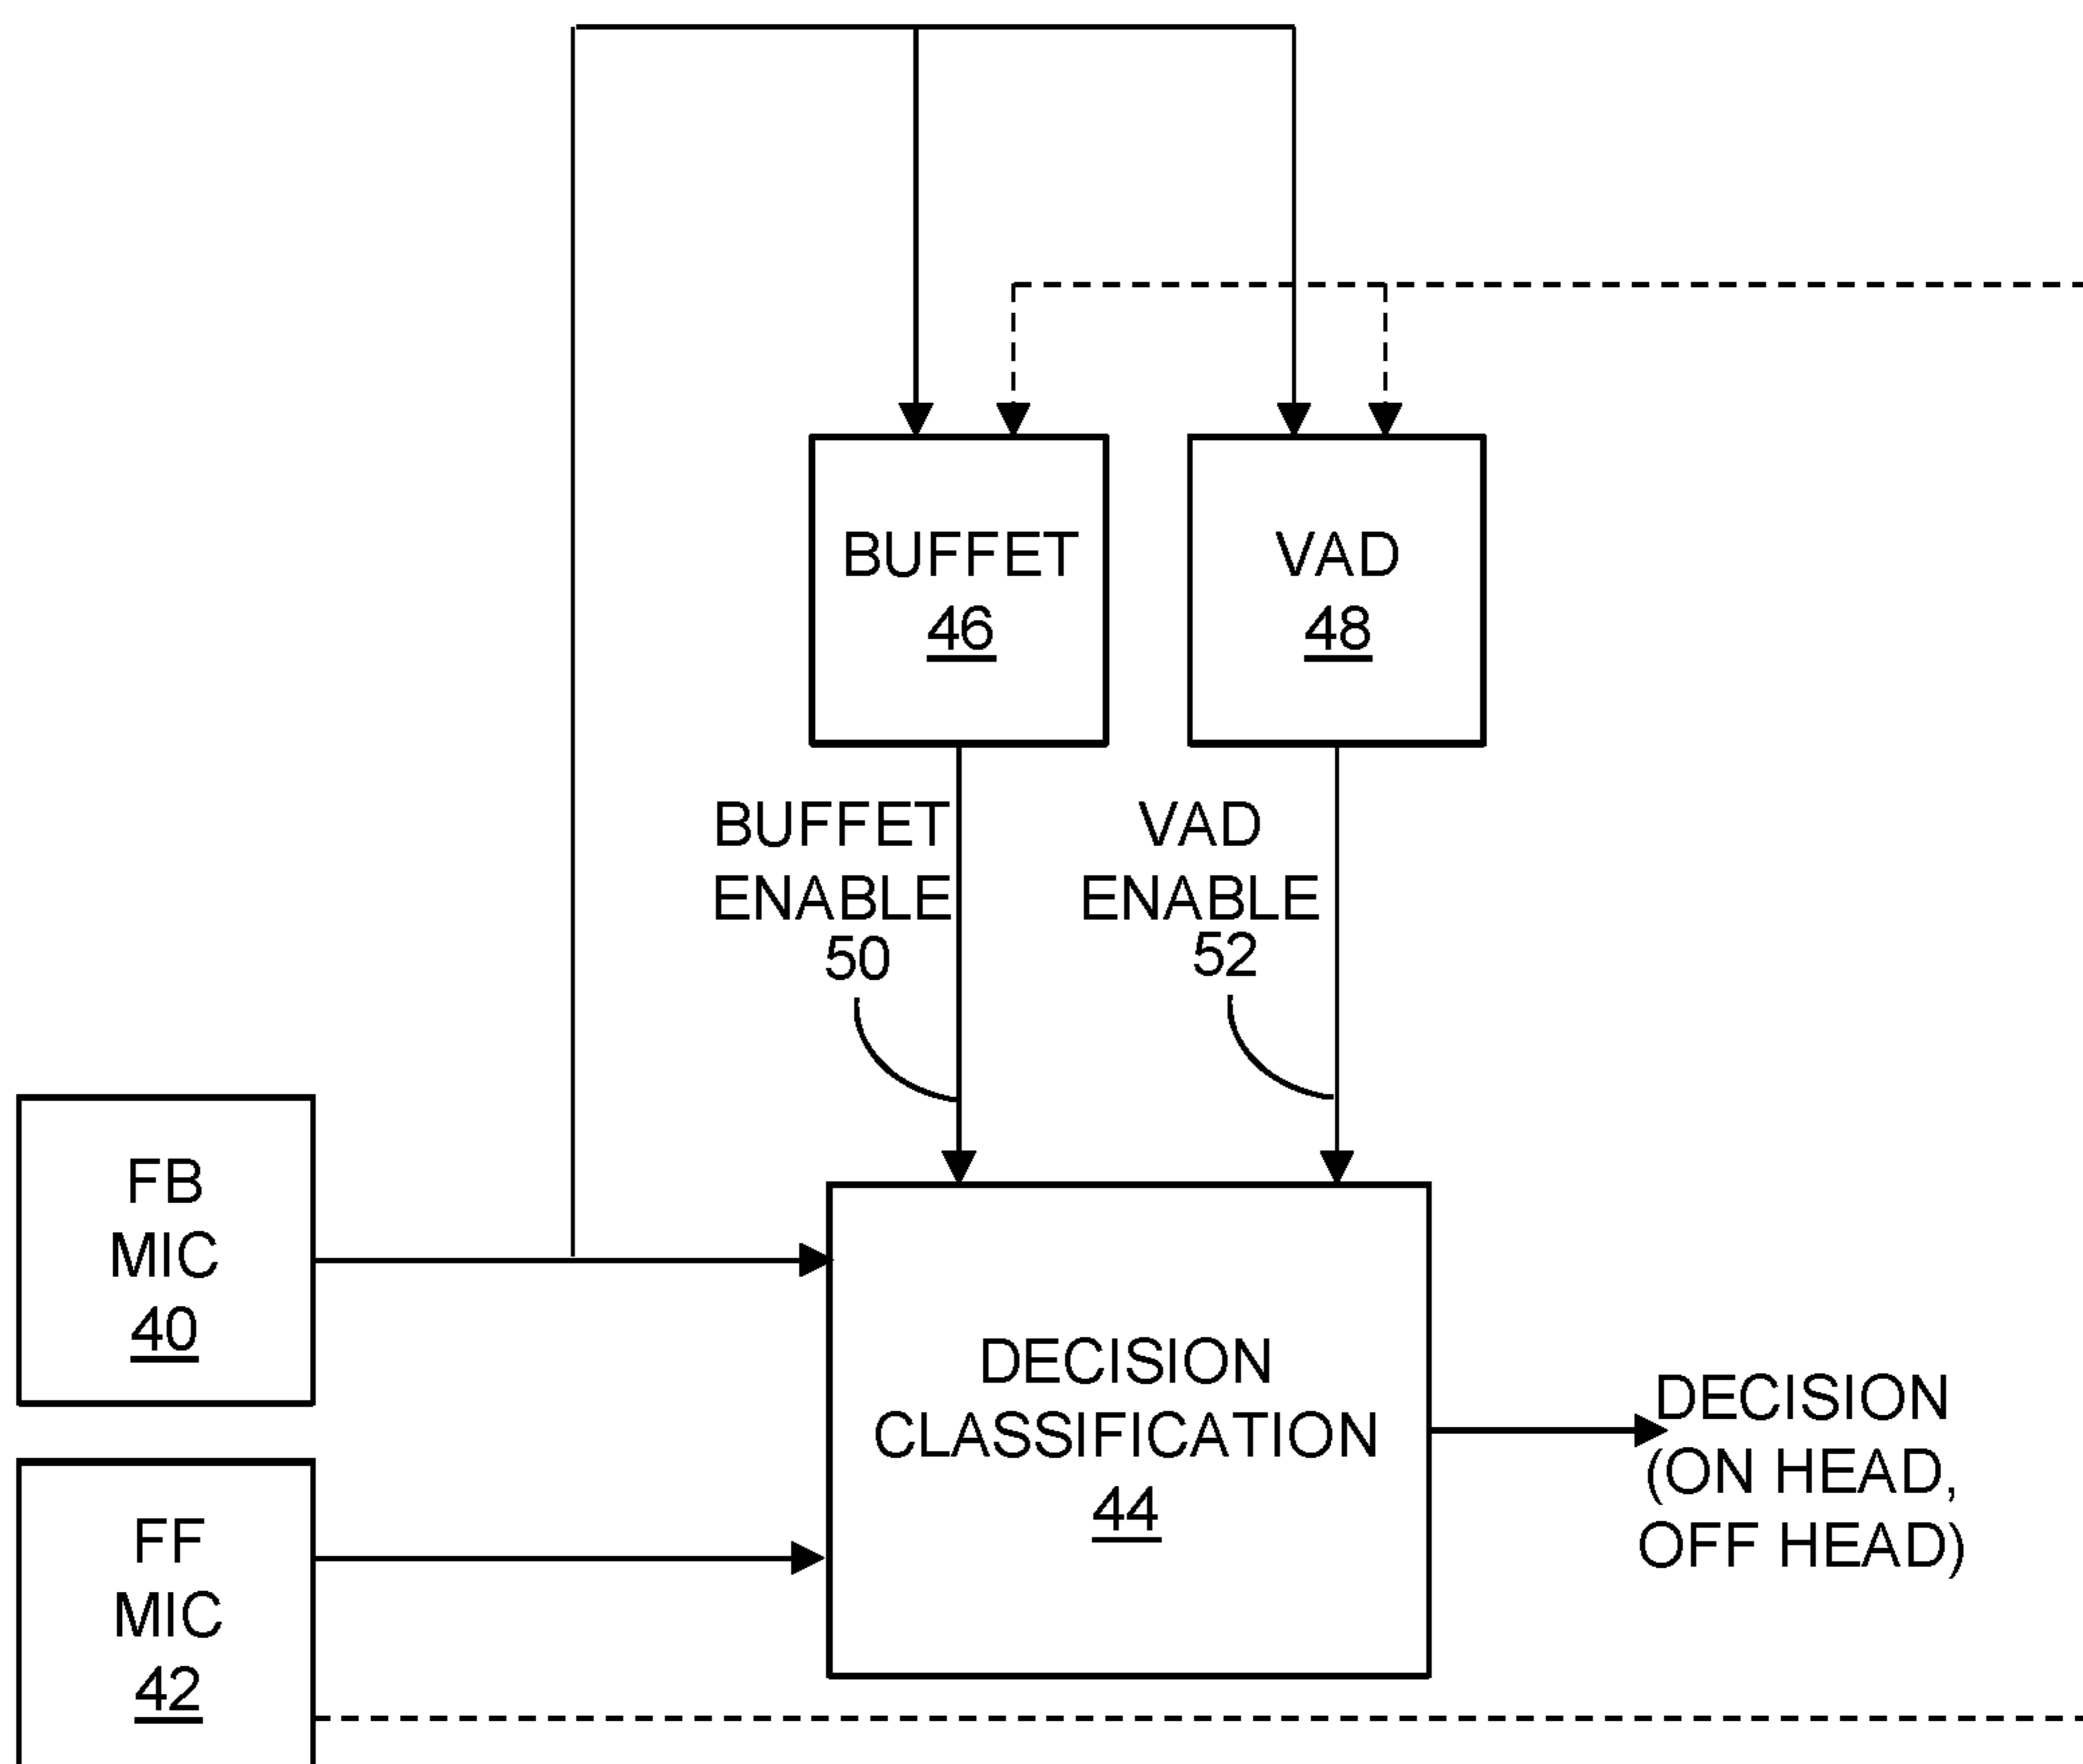 BUFFET
46
VAD
48
BUFFET
ENABLE
50
VAD
ENABLE
52
FB
MIC
40
FF
MIC
42
DECISION
CLASSIFICATION
44
DECISION
(ON HEAD,
OFF HEAD)